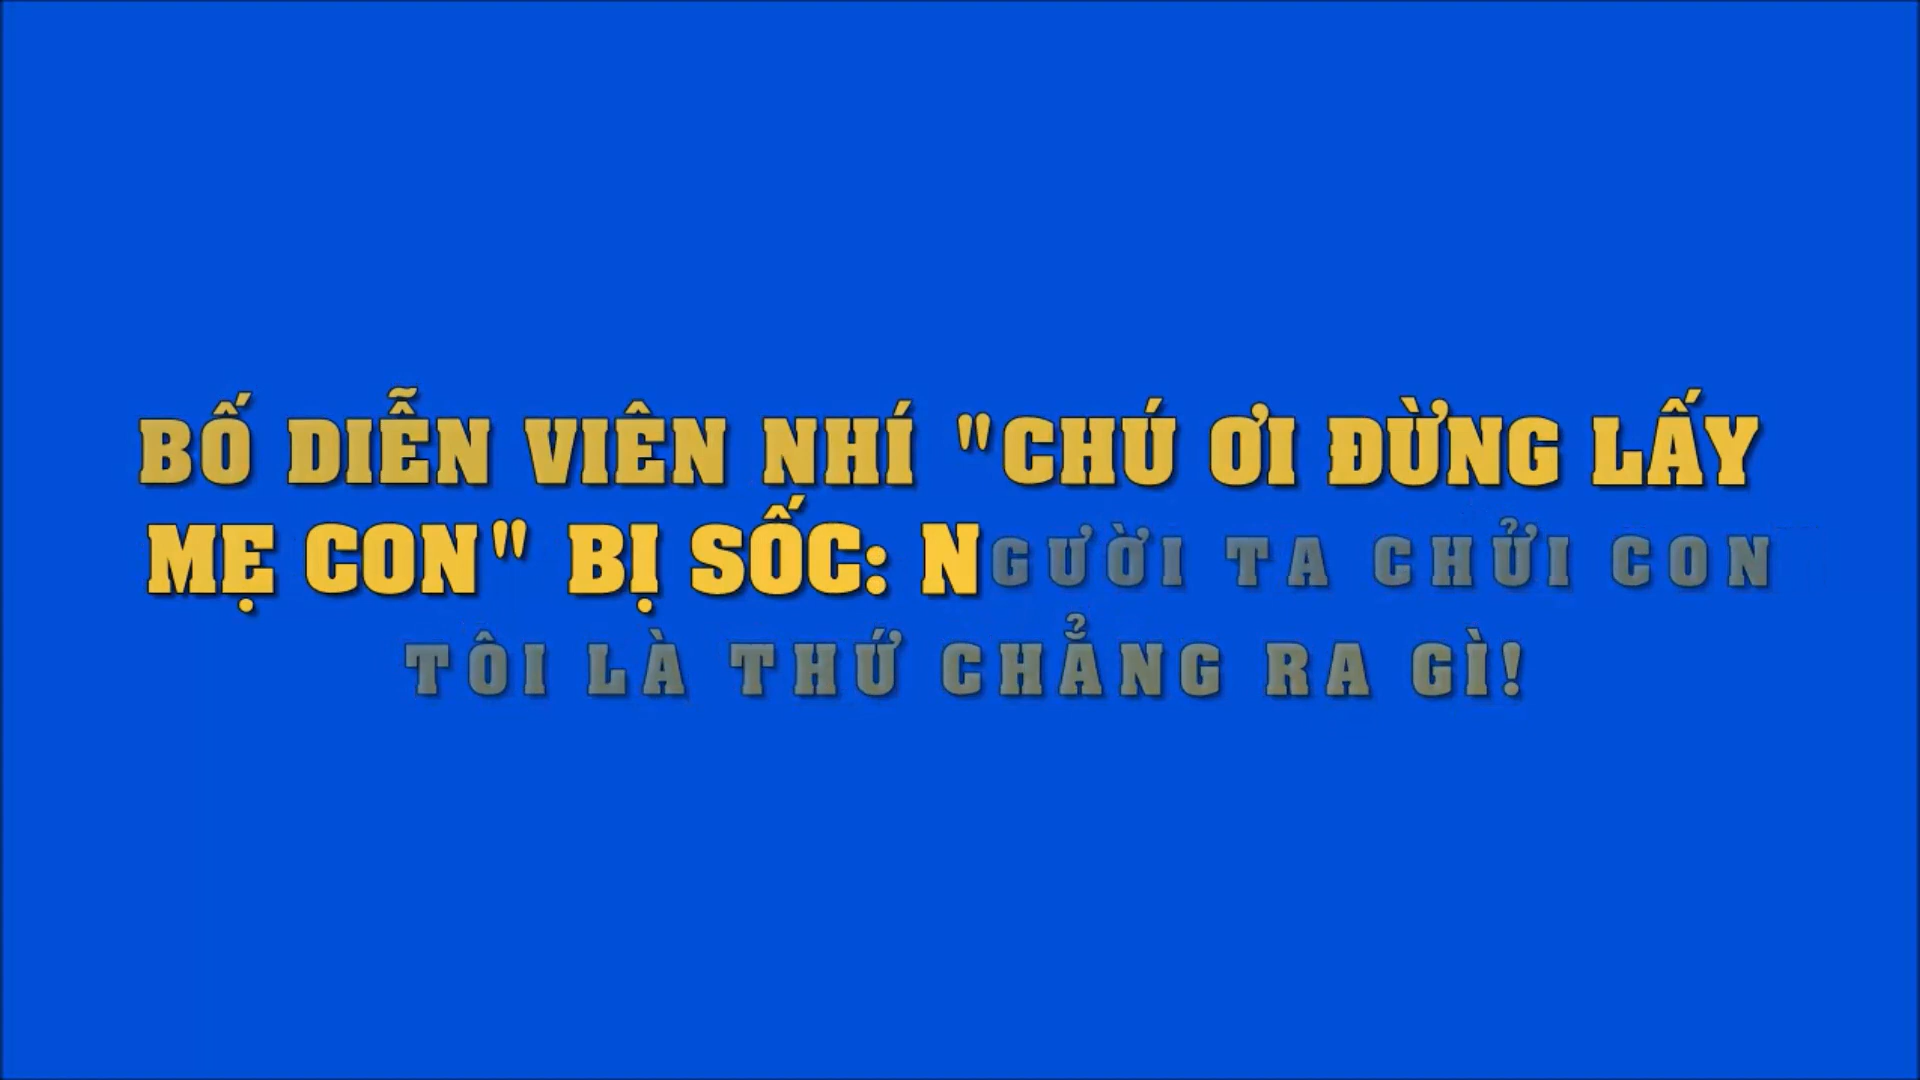 BỐ DIỄN VIÊN NHÍ "CHÚ ƠI ĐỪNG LẤY
MẸ CON" BỊ SỐC: NGƯỜI TA CHỬI CON
TÔI LÀ THỨ CHẲNG RA GÌ!